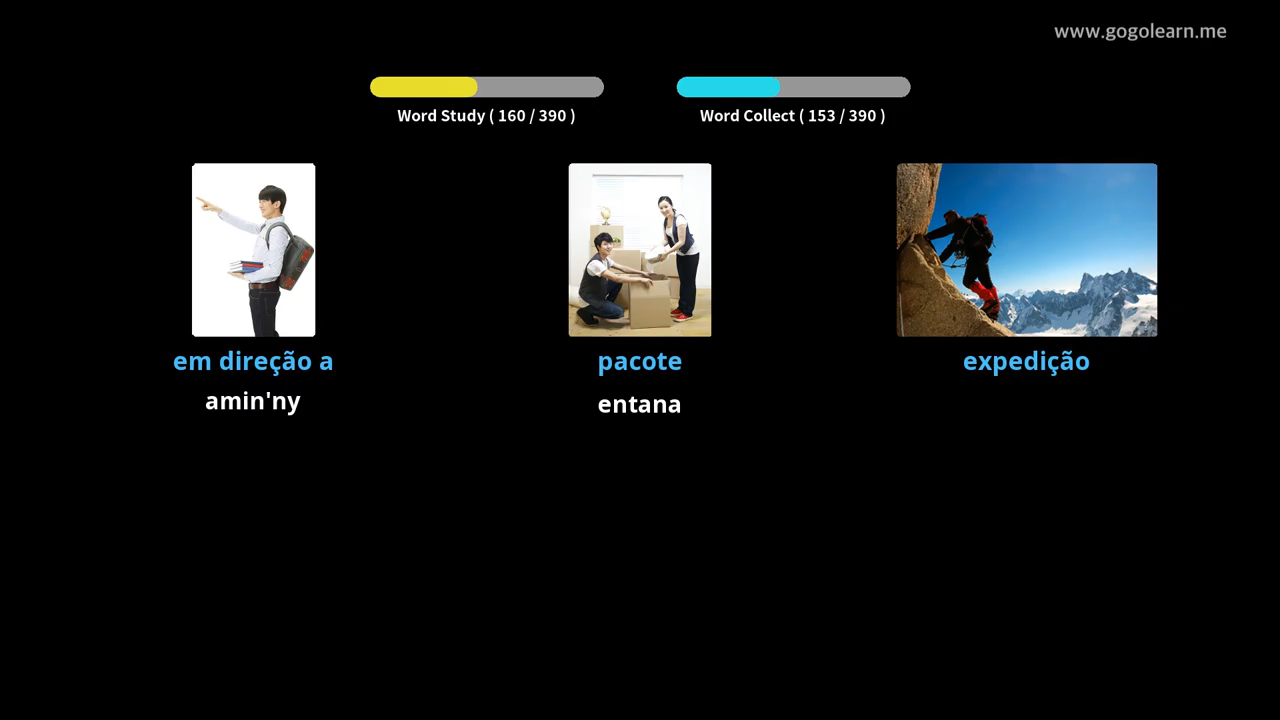 www.gogolearn.me
Word Study ( 160 / 390 )
Word Collect ( 153 / 390 )
em direção a
pacote
expedição
amin'ny
entana